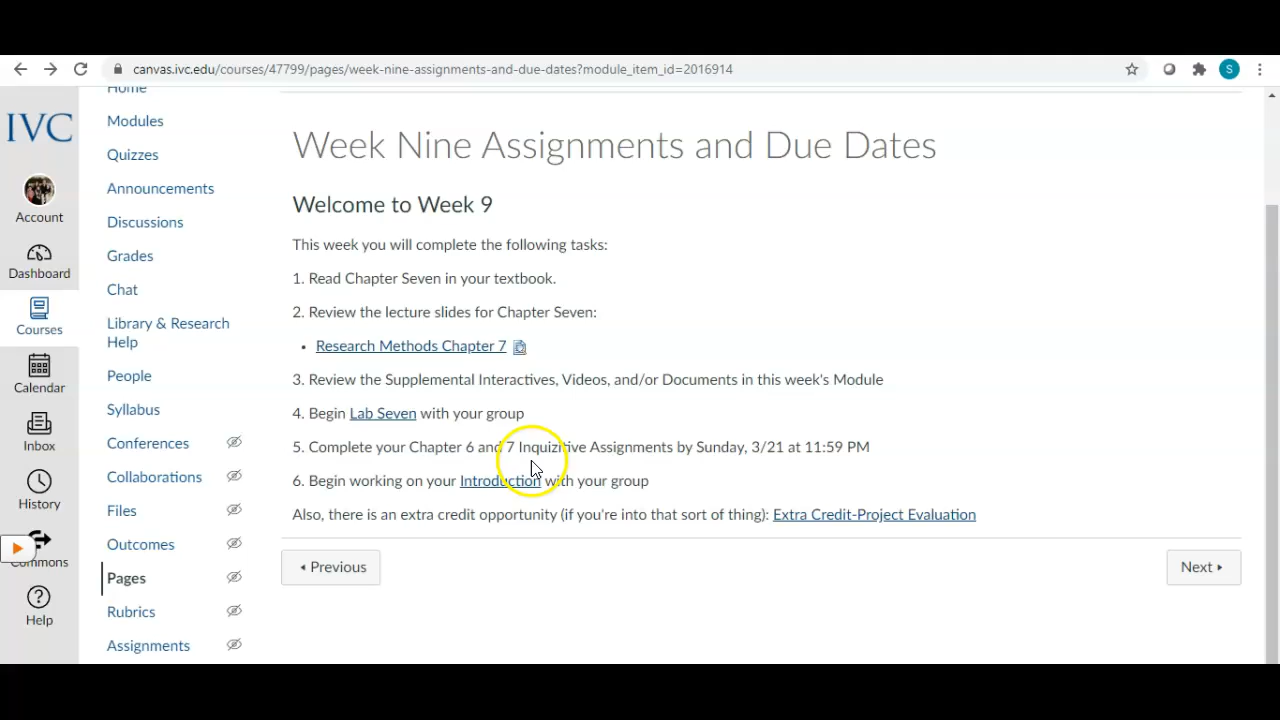 canvas.ivc.edu/courses/47799/pages/week-nine-assignments-and-due-dates?module_item_id=2016914
S
IVC
Account
Dashboard
Courses
Calendar
Inbox
History
Commons
Help
Home
Modules
Quizzes
Announcements
Discussions
Grades
Chat
Library & Research
Help
People
Syllabus
Conferences
Collaborations
Files
Outcomes
Pages
Rubrics
Assignments
Week Nine Assignments and Due Dates
Welcome to Week 9
This week you will complete the following tasks:
1. Read Chapter Seven in your textbook.
2. Review the lecture slides for Chapter Seven:
• Research Methods Chapter 7
3. Review the Supplemental Interactives, Videos, and/or Documents in this week's Module
4. Begin Lab Seven with your group
5. Complete your Chapter 6 and 7 Inquizitive Assignments by Sunday, 3/21 at 11:59 PM
6. Begin working on your Introduction with your group
Also, there is an extra credit opportunity (if you're into that sort of thing): Extra Credit-Project Evaluation
Previous
Next